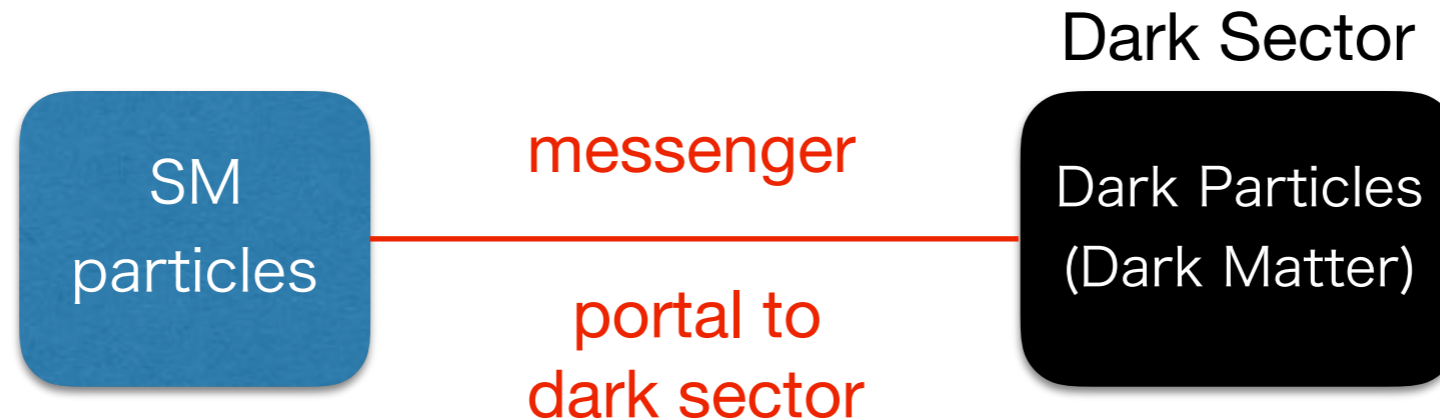 Dark Sector
SM
particles
messenger
portal to
dark sector
Dark Particles
(Dark Matter)